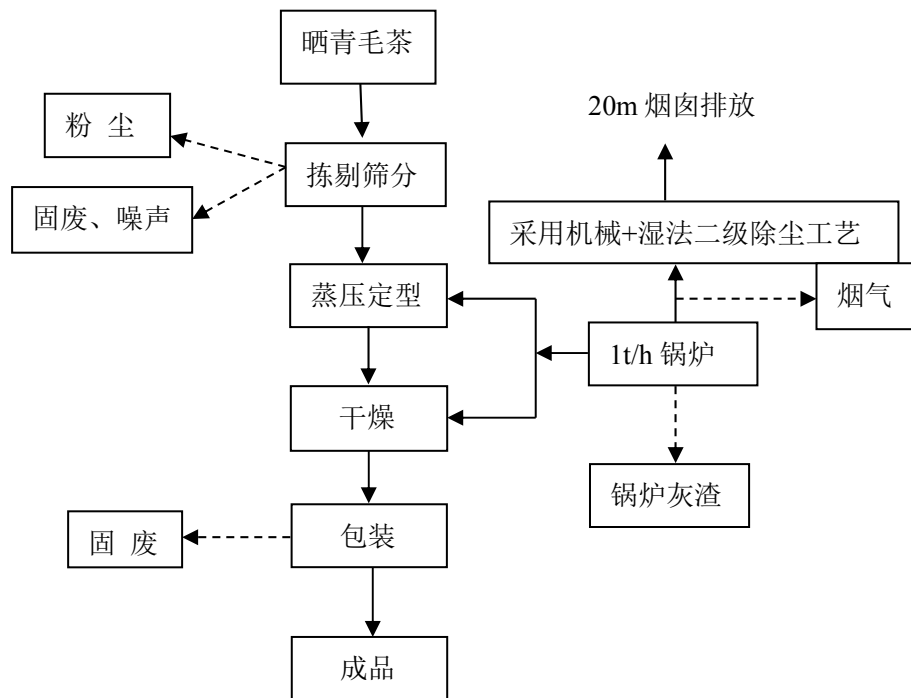 晒青毛茶
20m 烟囱排放
粉 尘
拣剔筛分
固废、噪声
采用机械+湿法二级除尘工艺
蒸压定型
烟气
1t/h 锅炉
干燥
锅炉灰渣
包装
固 废
成品